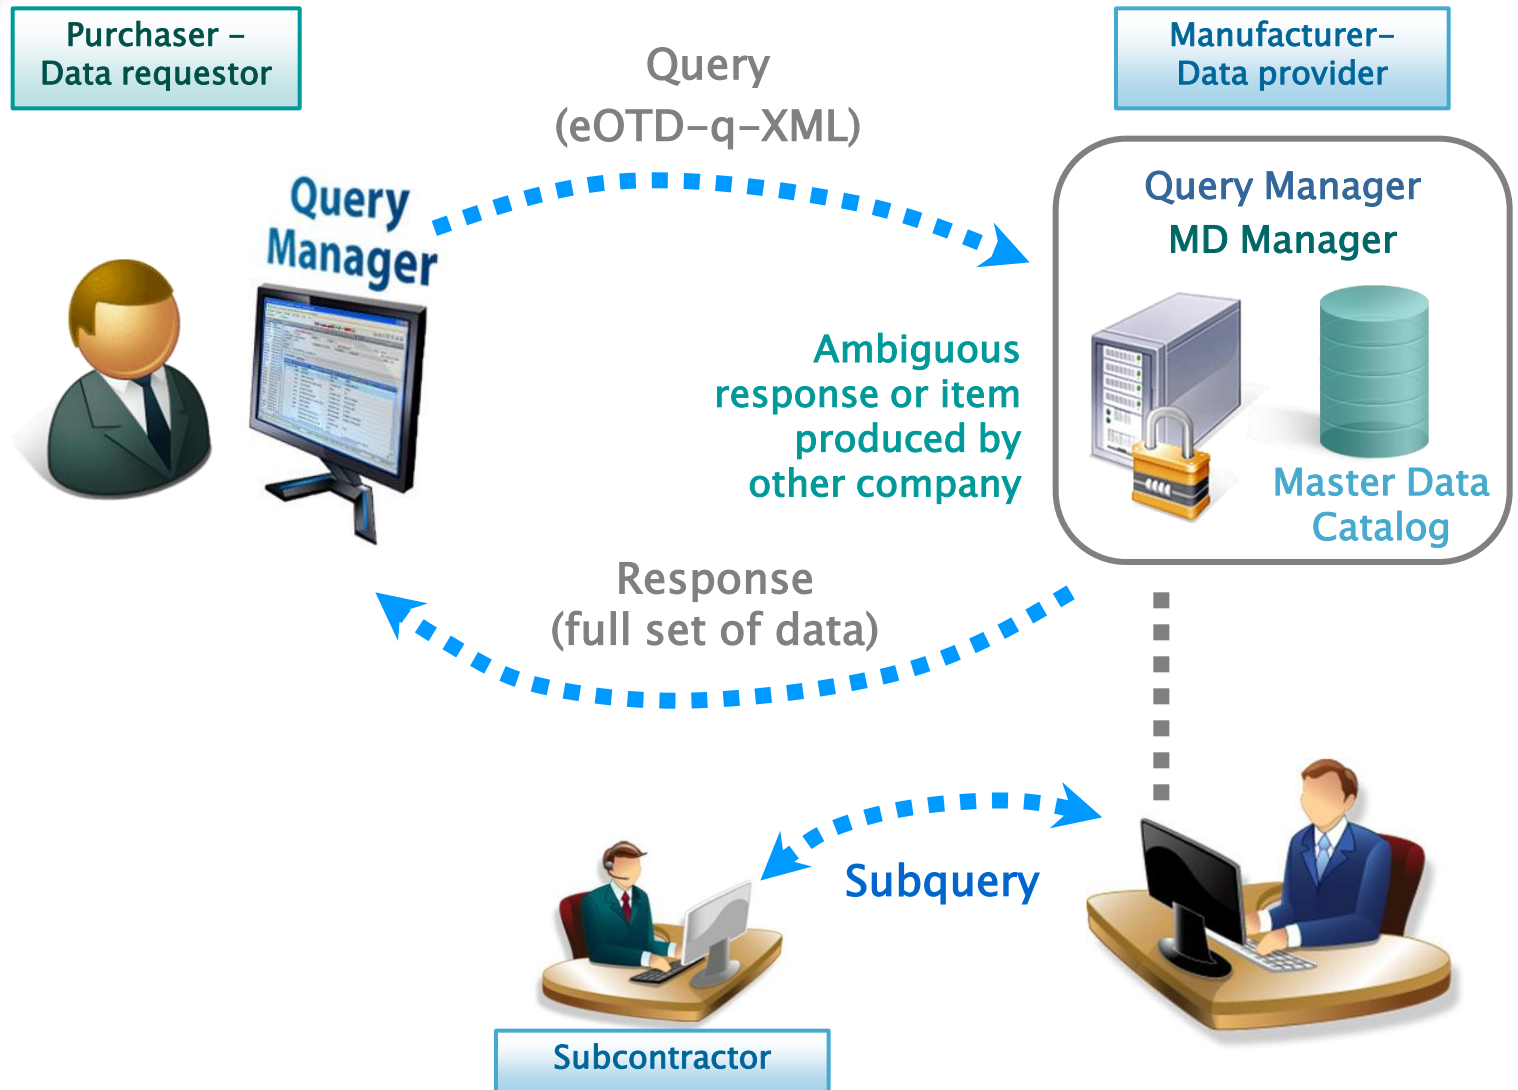 Purchaser –
Data requestor
Query
(eOTD-q-XML)
Manufacturer-
Data provider
Query
Manager
Query Manager
MD Manager
Ambiguous
response or item
produced by
other company
Master Data
Catalog
Response
(full set of data)
Subquery
Subcontractor